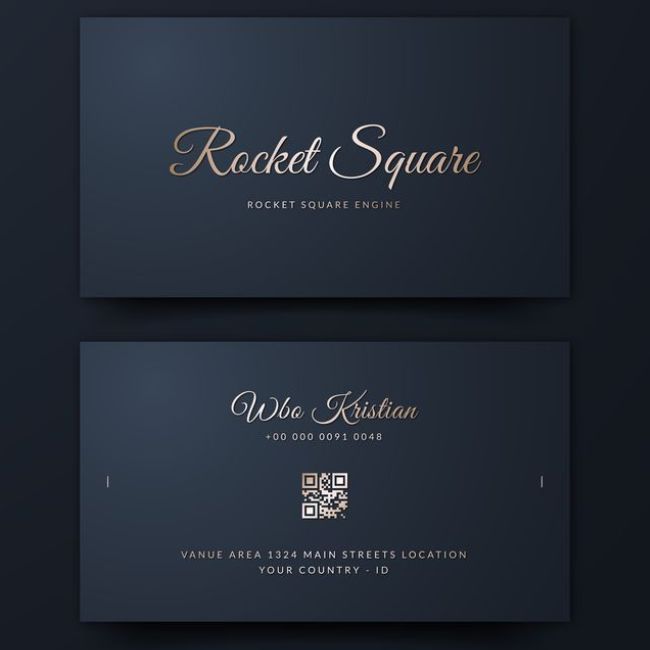 Rocket Square
ROCKET SQUARE ENGINE
Wbo Kristian
+00 000 0091 0048
VANUE AREA 1324 MAIN STREETS LOCATION
YOUR COUNTRY - ID